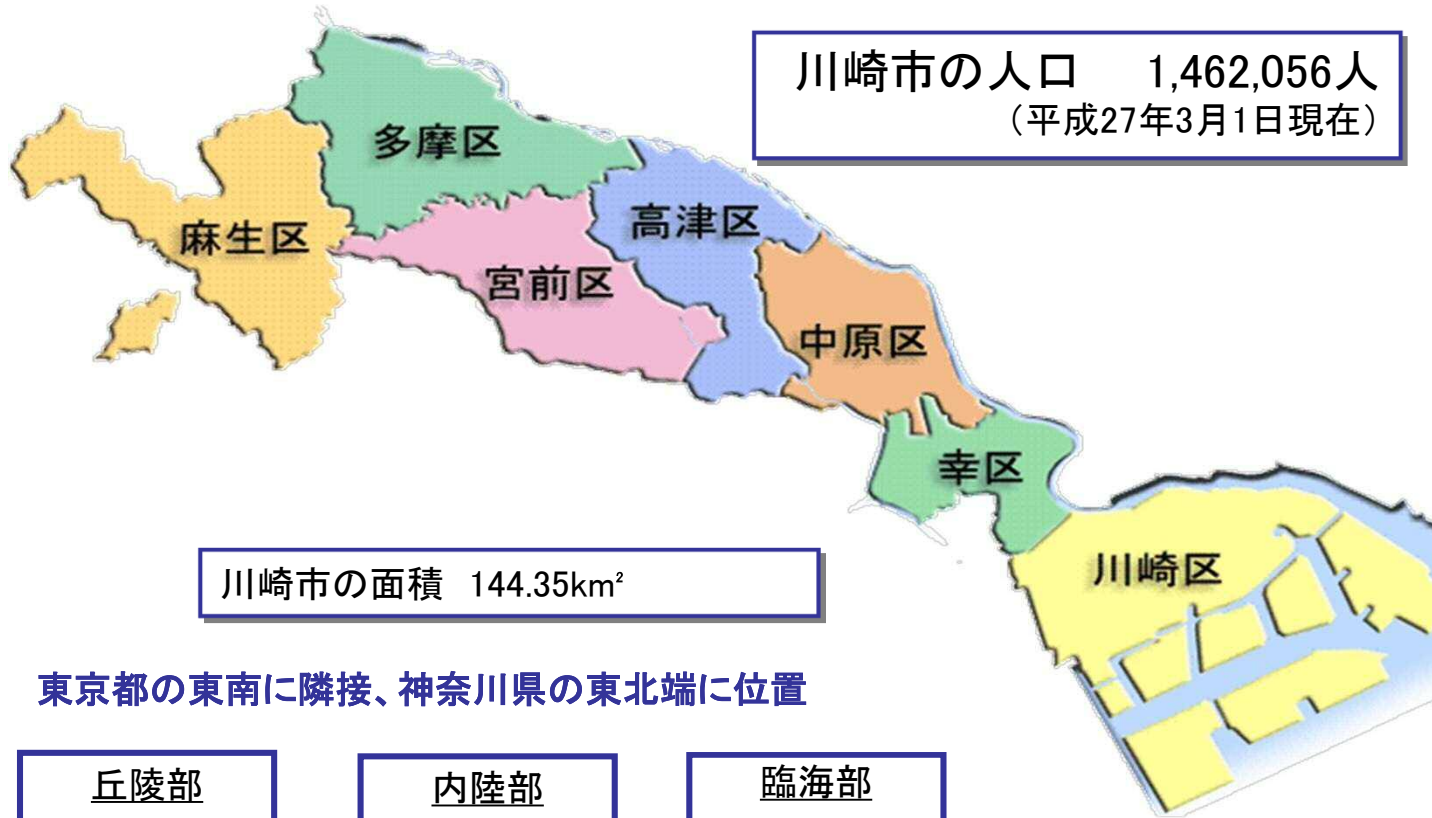 川崎市の人口 1,462,056人
（平成27年3月1日現在）
多摩区
麻生区
高津区
宮前区
中原区
幸区
川崎区
川崎市の面積 144.35km²
東京都の東南に隣接、神奈川県の東北端に位置
丘陵部
内陸部
臨海部